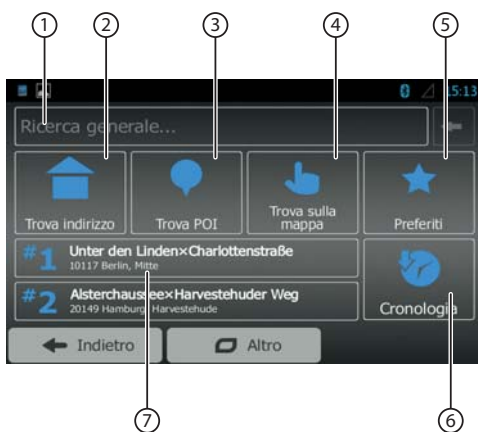 1 2 3 4 5
15:13
Ricerca generale...
Trova indirizzo
Trova POI
Trova sulla
mappa
Preferiti
#1 Unter den Linden×Charlottenstraße
10117 Berlin, Mitte
#2 Alsterchaussee×Harvestehuder Weg
20149 Hamburg, Harvestehude
Cronologia
Indietro
Altro
7 6